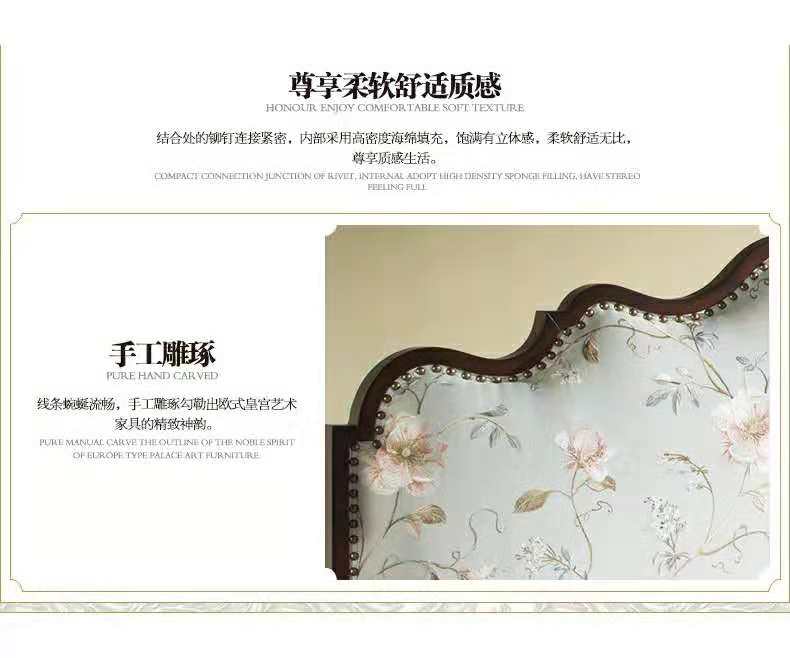 尊享柔软舒适质感
HONOUR ENJOY COMFORTABLE SOFT TEXTURE
结合处的铆钉连接紧密，内部采用高密度海绵填充，饱满有立体感，柔软舒适无比，
尊享质感生活。
COMPACT CONNECTION JUNCTION OF RIVET, INTERNAL ADOPT HIGH DENSITY SPONGE FILLING, HAVE STEREO
FEELING FULL
手工雕琢
PURE HAND CARVED
线条蜿蜒流畅，手工雕琢勾勒出欧式皇宫艺术
家具的精致神韵。
PURE MANUAL CARVE THE OUTLINE OF THE NOBLE SPIRIT
OF EUROPE TYPE PALACE ART FURNITURE